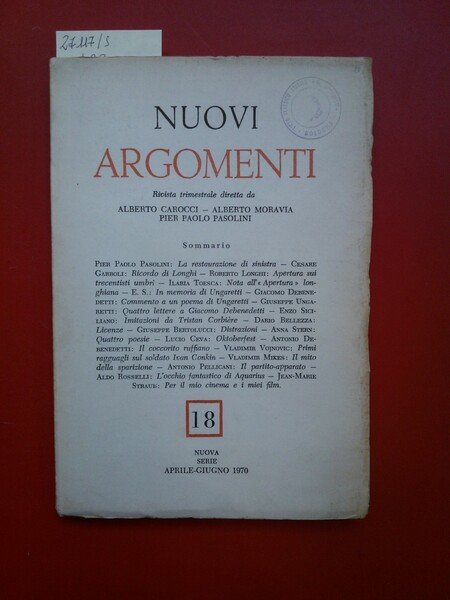 27117/S
NUOVI
ARGOMENTI
Rivista trimestrale diretta da
ALBERTO CAROCCI — ALBERTO MORAVIA
PIER PAOLO PASOLINI
Sommario
PIER PAOLO PASOLINI: La restaurazione di sinistra — CESARE
GARBOLI: Ricordo di Longhi — ROBERTO LONGHI: Apertura sui
trecentisti umbri — ILARIA TOESCA: Nota all'« Apertura » lon-
ghiana — E. S.: In memoria di Ungaretti — GIACOMO DEBENE-
DETTI: Commento a un poema di Ungaretti — GIUSEPPE UNGA-
RETTI: Quattro lettere a Giacomo Debenedetti — ENZO SICI-
LIANO: Imitazioni da Tristan Corbière — DARIO BELLEZZA:
Licenze — GIUSEPPE BERTOLUCCI: Distrazioni — ANNA STERN:
Quattro poesie — LUCIO CEVA: Oktoberfest — ANTONIO DE-
BENEDETTI: Il coccorito ruffiano — VLADIMIR VOJNOVIC: Primi
ragguagli sul soldato Ivan Conkin — VLADIMIR MIKES: Il mito
della sparizione — ANTONIO PELLICANI: Il partito-apparato —
ALDO ROSSELLI: L'occhio fantastico di Aquarius — JEAN-MARIE
STRAUB: Per il mio cinema e i miei film.
18
NUOVA
SERIE
APRILE-GIUGNO 1970